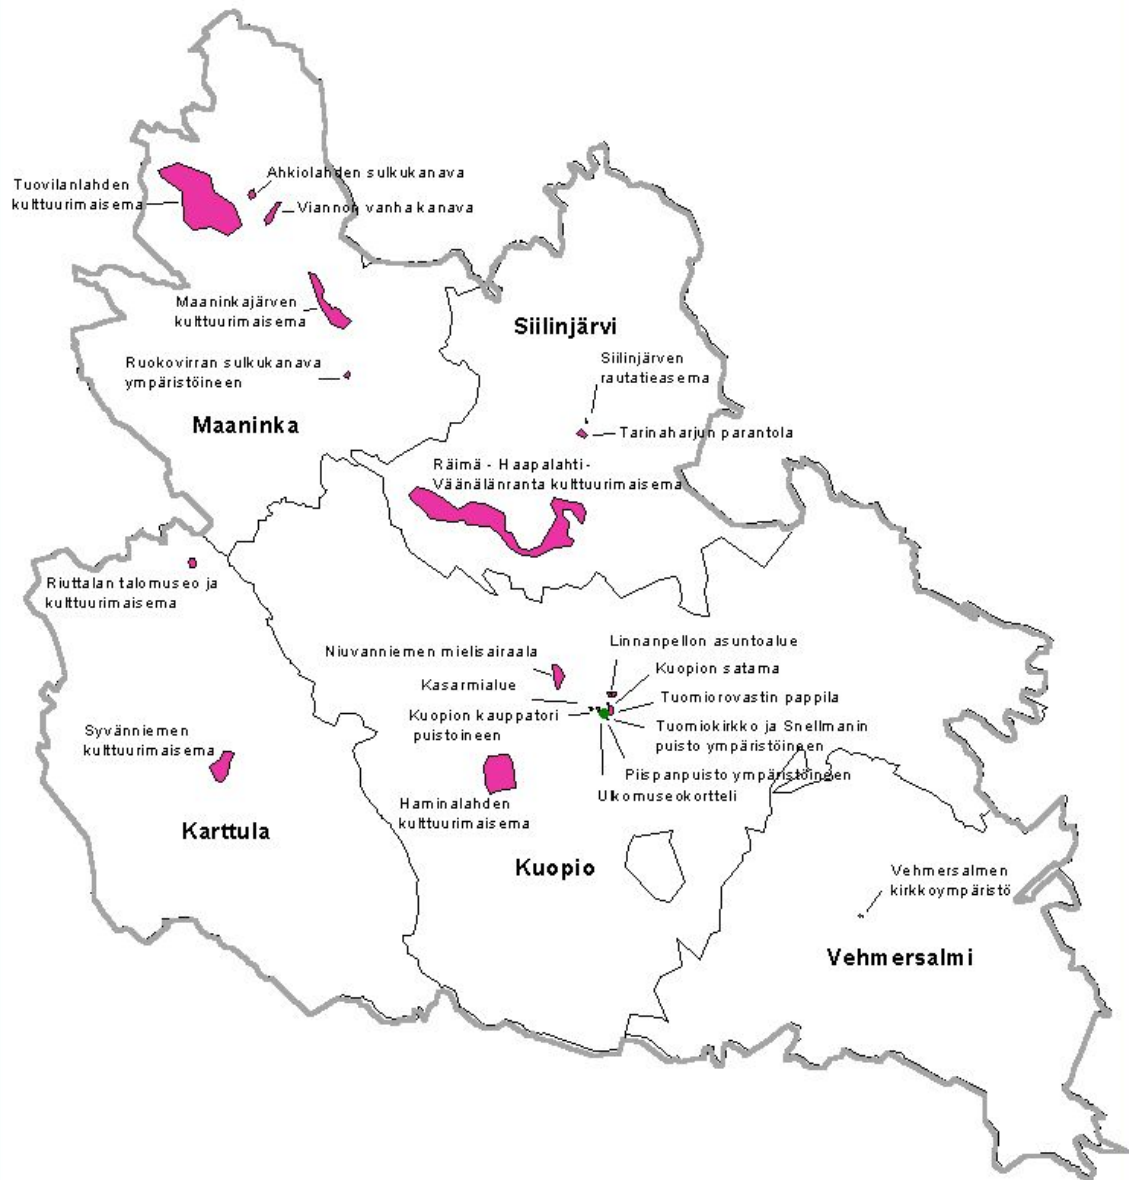 Tuovilanlahden
kulttuurimaisema
Ahkiolahden sulkukanava
Viannon vanha kanava
Maaninkajärven
kulttuurimaisema
Ruokovirran sulkukanava
ympäristöineen
Maaninka
Siilinjärvi
Siilinjärven
rautatieasema
Tarinaharjun parantola
Räimä - Haapalahti-
Väänälänranta kulttuurimaisema
Riuttalan talomuseo ja
kulttuurimaisema
Niuvanniemen mielisairaala
Kasarmialue
Kuopion kauppatori
puistoineen
Linnanpellon asuntoalue
Kuopion satama
Tuomiorovastin pappila
Tuomiokirkko ja Snellmanin
puisto ympäristöineen
Piispanpuisto ympäristöineen
Ulkomuseokortteli
Syvänniemen
kulttuurimaisema
Haminalahden
kulttuurimaisema
Karttula
Kuopio
Vehmersalmen
kirkkoympäristö
Vehmersalmi